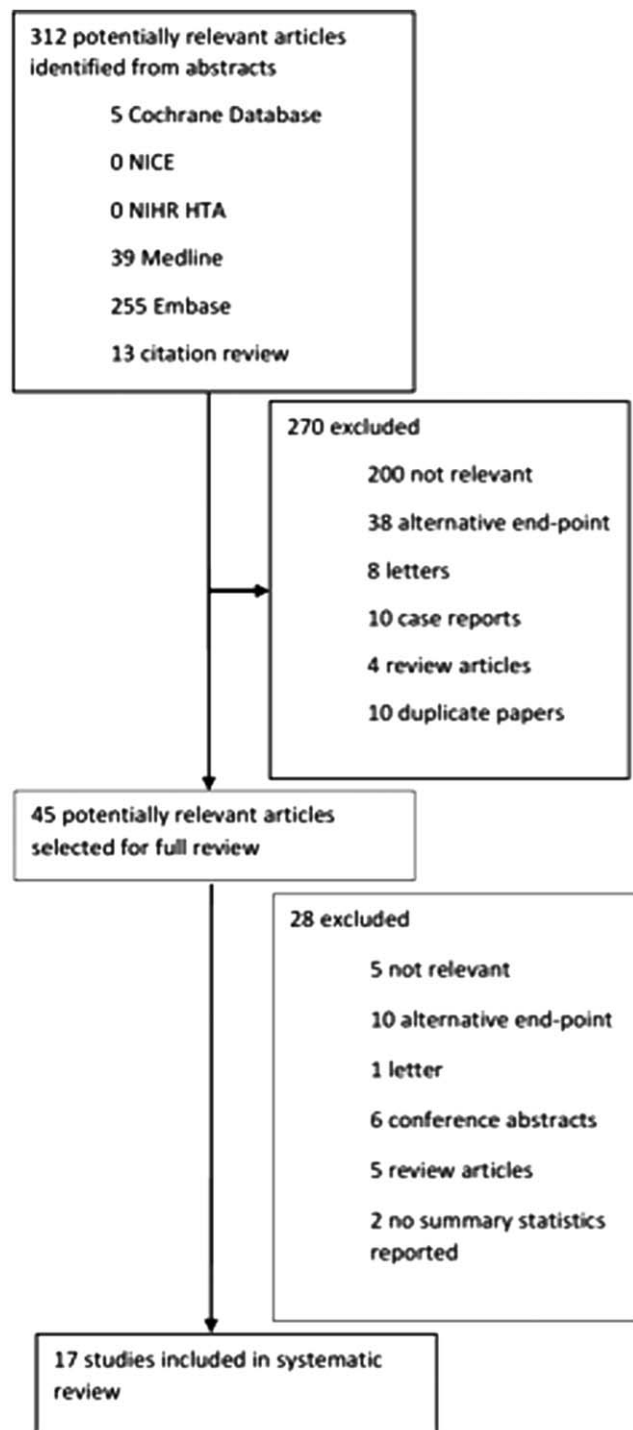 312 potentially relevant articles
identified from abstracts
5 Cochrane Database
0 NICE
0 NIHR HTA
39 Medline
255 Embase
13 citation review
270 excluded
200 not relevant
38 alternative end-point
8 letters
10 case reports
4 review articles
10 duplicate papers
45 potentially relevant articles
selected for full review
28 excluded
5 not relevant
10 alternative end-point
1 letter
6 conference abstracts
5 review articles
2 no summary statistics
reported
17 studies included in systematic
review